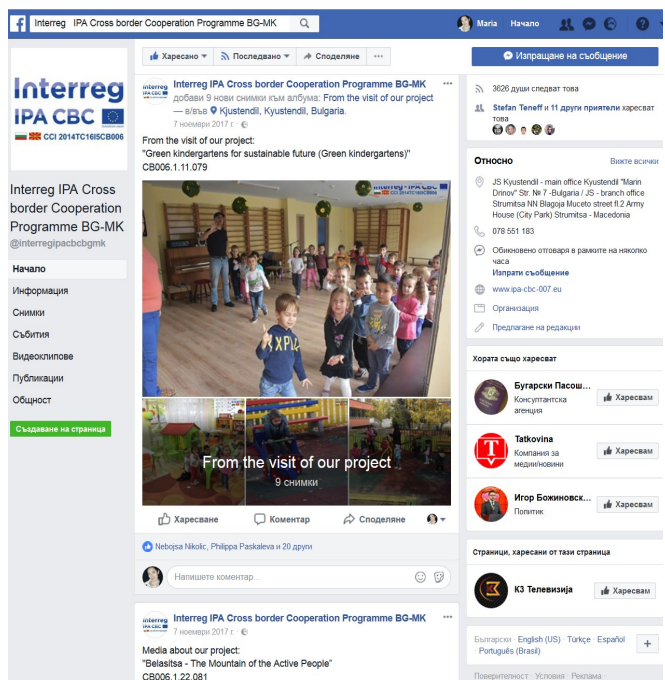 Interreg IPA Cross border Cooperation Programme BG-MK
Maria Начало
Interreg
IPA CBC
CCI 2014TC16I5CB006
Interreg IPA Cross
border Cooperation
Programme BG-MK
@interregipacbcbgmk
Начало
Информация
Снимки
Събития
Видеоклипове
Публикации
Общност
Създаване на страница
Харесано Последвано Споделяне
Interreg IPA Cross border Cooperation Programme BG-MK
добави 9 нови снимки към албума: From the visit of our project
— в/във Kjustendil, Kyustendil, Bulgaria.
7 ноември 2017 г.
From the visit of our project:
"Green kindergartens for sustainable future (Green kindergartens)"
CB006.1.11.079
Interreg - IPA CBC
From the visit of our project
9 снимки
Харесване Коментар Споделяне
Nebojsa Nikolic, Philippa Paskaleva и 20 други
Напишете коментар...
Interreg IPA Cross border Cooperation Programme BG-MK
7 ноември 2017 г.
Media about our project:
"Belasitsa - The Mountain of the Active People"
CB006.1.22.081
Изпращане на съобщение
3626 души следват това
Stefan Teneff и 11 други приятели харесват
това
Относно Вижте всички
JS Kyustendil - main office Kyustendil "Marin
Drinov" Str. № 7 -Bulgaria / JS - branch office
Strumitsa NN Blagoja Muceto street fl.2 Army
House (City Park) Strumitsa - Macedonia
078 551 183
Обикновено отговаря в рамките на няколко
часа
Изпрати съобщение
www.ipa-cbc-007.eu
Организация
Предлагане на редакции
Хората също харесват
Бугарски Пасош...
Консултантска
агенция
Харесвам
Tatkovina
Компания за
медии/новини
Харесвам
Игор Божиновск...
Политик
Харесвам
Страници, харесани от тази страница
К3 Телевизија
Харесвам
Български · English (US) · Türkçe · Español
· Português (Brasil)
Поверителност · Условия · Реклама ·